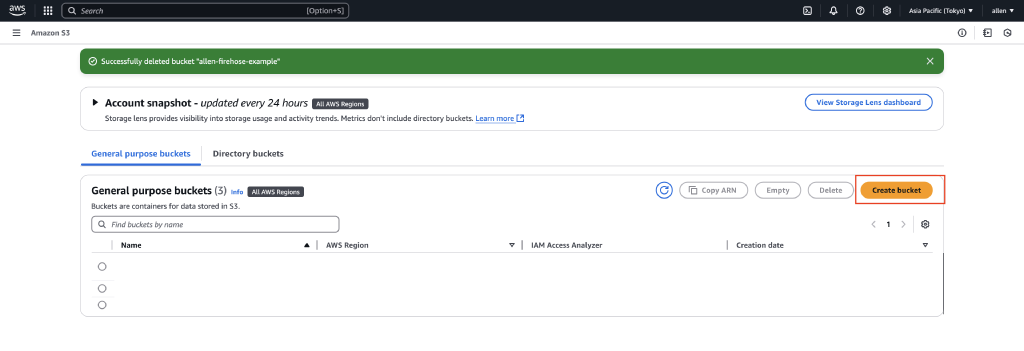 aws Search [Option+S] Asia Pacific (Tokyo) allen
Amazon S3
Successfully deleted bucket "allen-firehose-example"
Account snapshot - updated every 24 hours All AWS Regions View Storage Lens dashboard
Storage lens provides visibility into storage usage and activity trends. Metrics don't include directory buckets. Learn more
General purpose buckets Directory buckets
General purpose buckets (3) Info All AWS Regions Copy ARN Empty Delete Create bucket
Buckets are containers for data stored in S3.
Find buckets by name 1
Name AWS Region IAM Access Analyzer Creation date